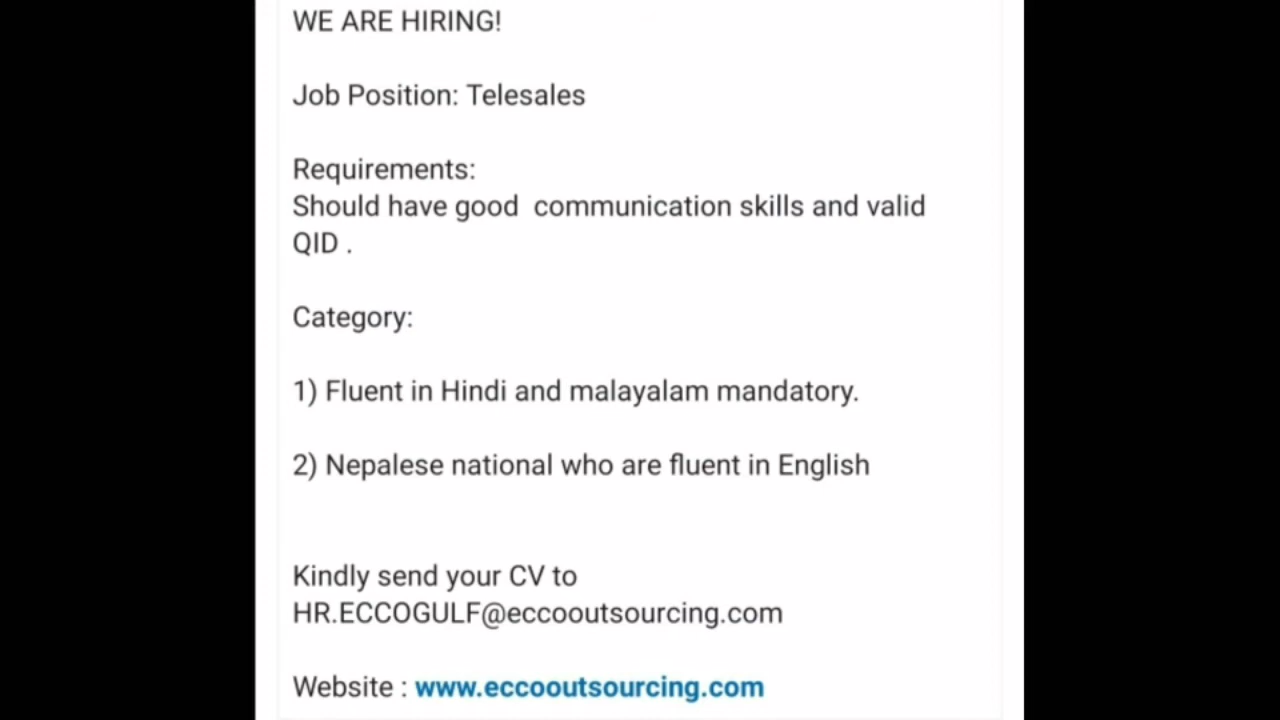 WE ARE HIRING!
Job Position: Telesales
Requirements:
Should have good  communication skills and valid
QID .
Category:
1) Fluent in Hindi and malayalam mandatory.
2) Nepalese national who are fluent in English
Kindly send your CV to
HR.ECCOGULF@eccooutsourcing.com
Website : www.eccooutsourcing.com